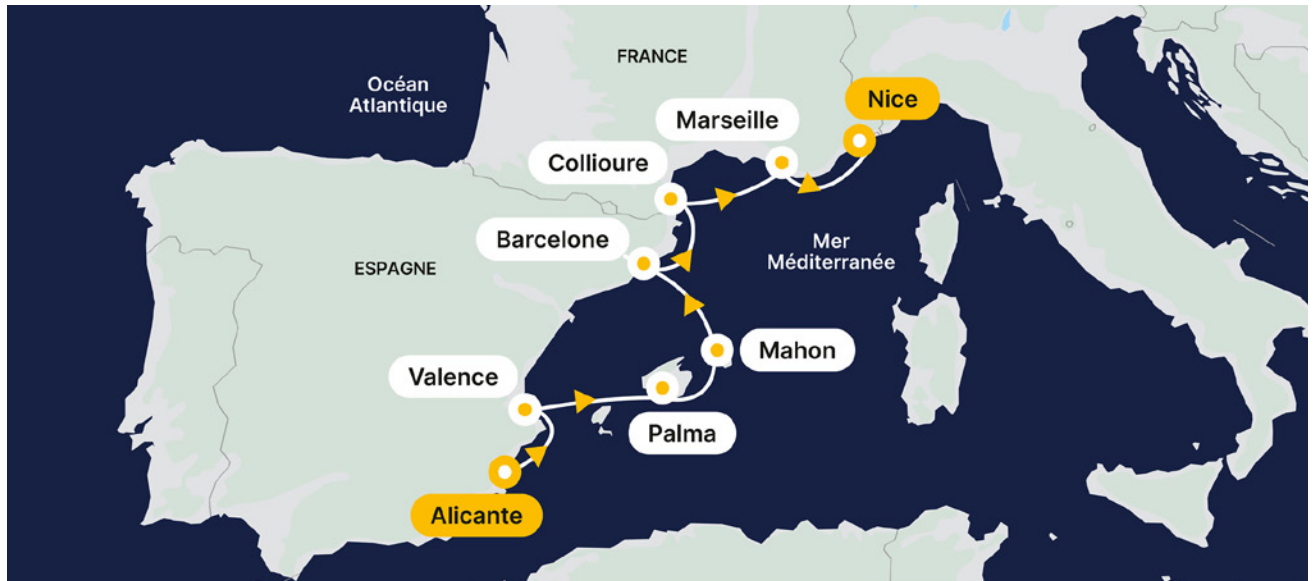 FRANCE
Océan
Atlantique
Nice
Marseille
Collioure
Barcelone
Mer
Méditerranée
ESPAGNE
Mahon
Valence
Palma
Alicante